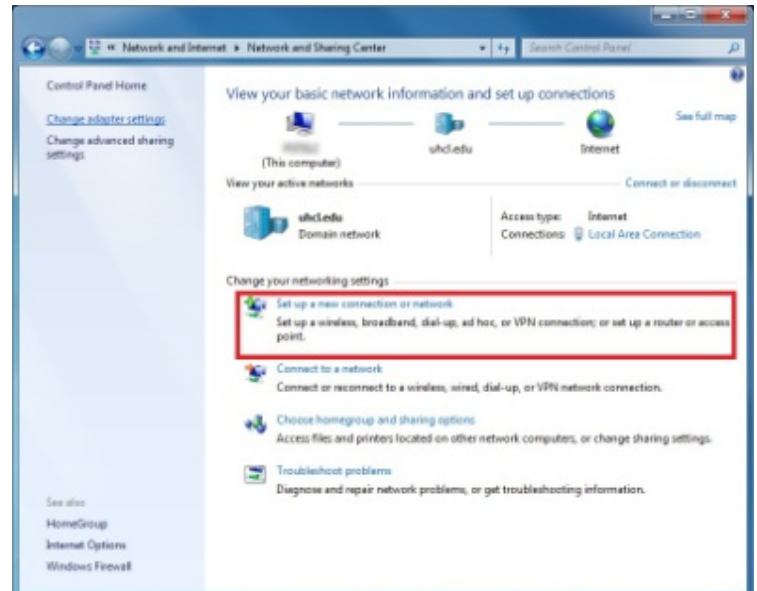 « Network and Internet ▸ Network and Sharing Center
Search Control Panel
Control Panel Home
Change adapter settings
Change advanced sharing
settings
See also
HomeGroup
Internet Options
Windows Firewall
View your basic network information and set up connections
See full map
(This computer)
uhcl.edu
Internet
View your active networks
Connect or disconnect
uhcl.edu
Domain network
Access type: Internet
Connections: Local Area Connection
Change your networking settings
Set up a new connection or network
Set up a wireless, broadband, dial-up, ad hoc, or VPN connection; or set up a router or access
point.
Connect to a network
Connect or reconnect to a wireless, wired, dial-up, or VPN network connection.
Choose homegroup and sharing options
Access files and printers located on other network computers, or change sharing settings.
Troubleshoot problems
Diagnose and repair network problems, or get troubleshooting information.